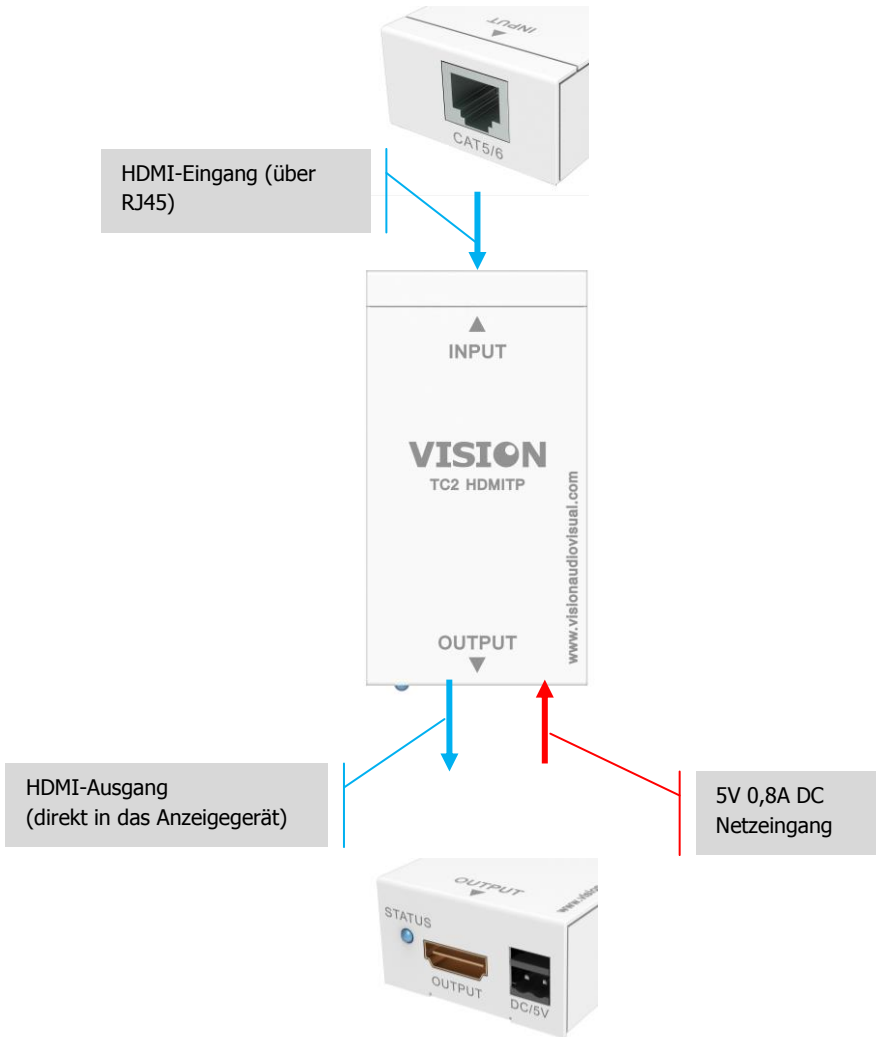 INPUT
CAT5/6
HDMI-Eingang (über
RJ45)
INPUT
VISION
TC2 HDMITP
www.visionaudiovisual.com
OUTPUT
HDMI-Ausgang
(direkt in das Anzeigegerät)
5V 0,8A DC
Netzeingang
OUTPUT
STATUS
OUTPUT
DC/5V